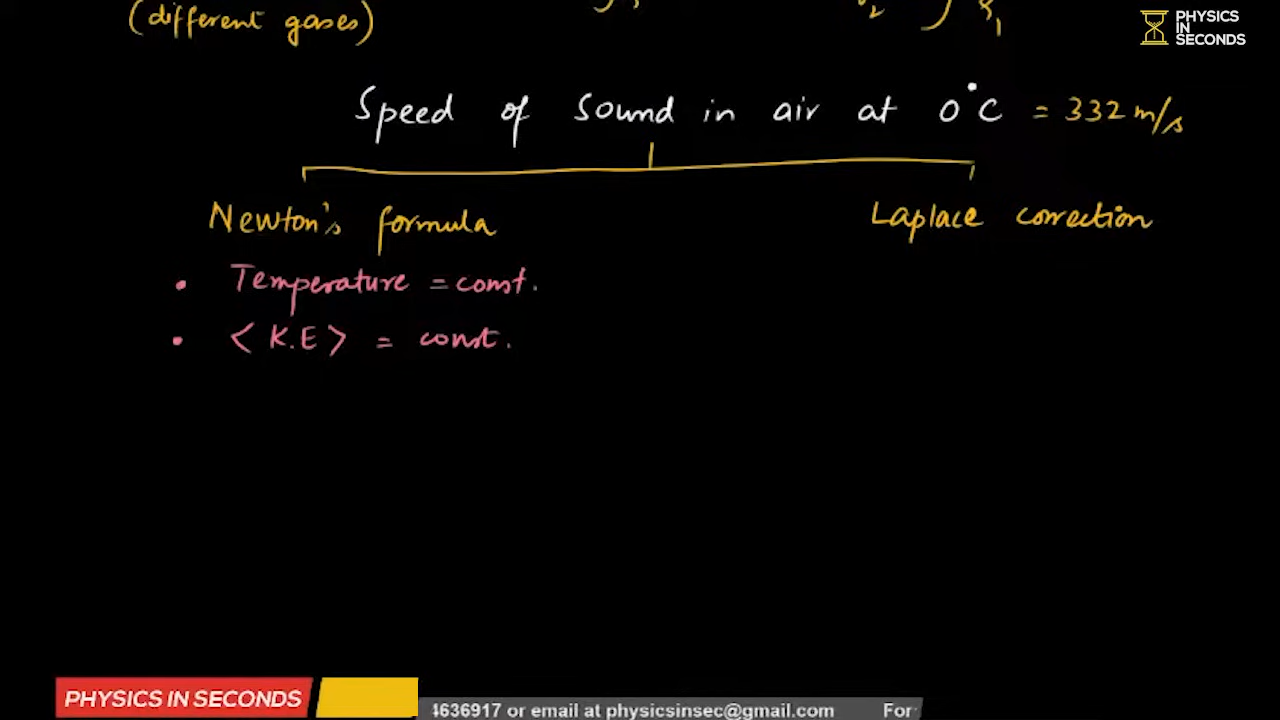 (different gases)
PHYSICS
IN
SECONDS
Speed of Sound in air at 0°C = 332 m/s
Newton's formula
Laplace correction
• Temperature = const.
• <K.E> = const.
PHYSICS IN SECONDS
4636917 or email at physicsinsec@gmail.com For